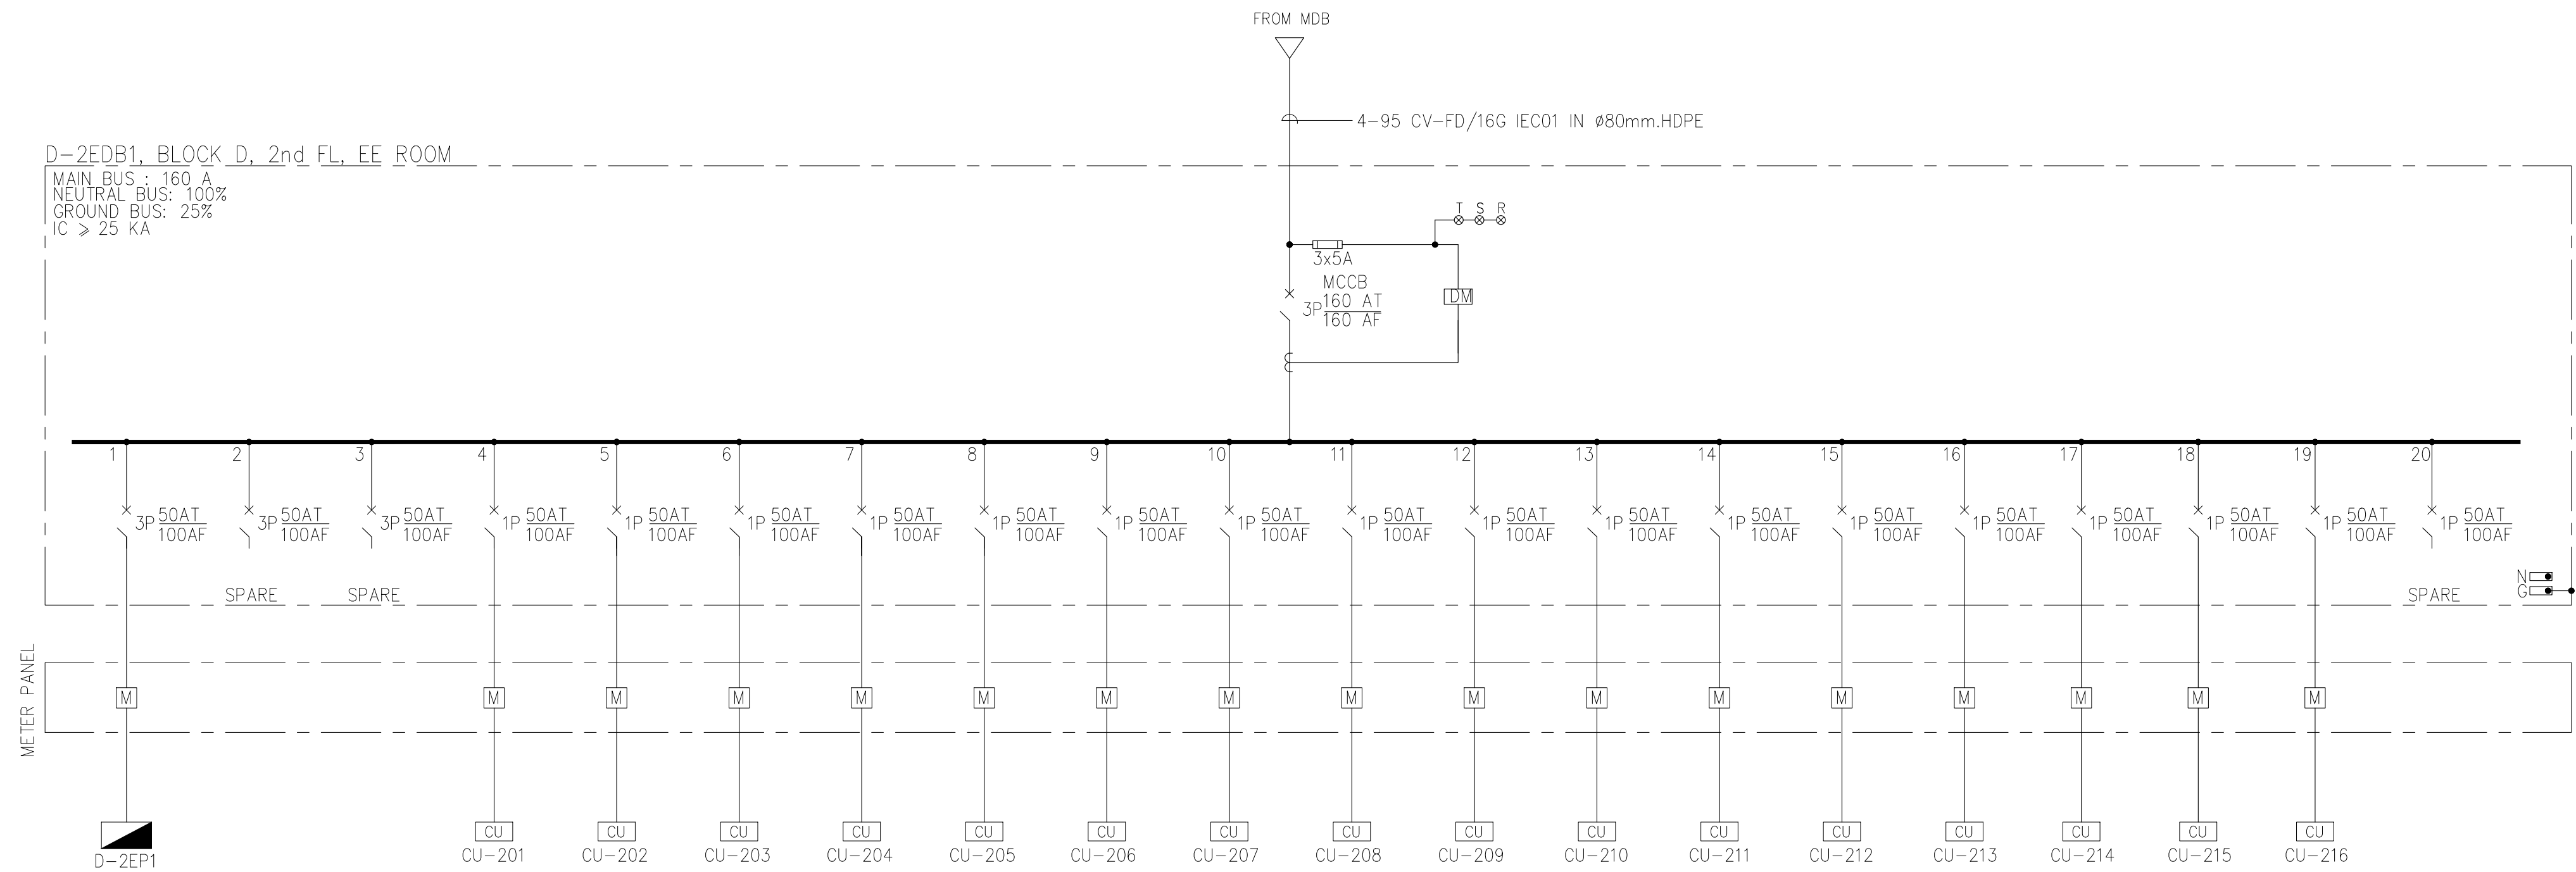 FROM MDB
4-95 CV-FD/16G IEC01 IN ø80mm.HDPE
D-2EDB1, BLOCK D, 2nd FL, EE ROOM
MAIN BUS : 160 A
NEUTRAL BUS: 100%
GROUND BUS: 25%
IC ⩾ 25 KA
T S R
3x5A
MCCB
3P 160 AT
160 AF
DM
1 2 3 4 5 6 7 8 9 10 11 12 13 14 15 16 17 18 19 20
3P 50AT 3P 50AT 3P 50AT 1P 50AT 1P 50AT 1P 50AT 1P 50AT 1P 50AT 1P 50AT 1P 50AT 1P 50AT 1P 50AT 1P 50AT 1P 50AT 1P 50AT 1P 50AT 1P 50AT 1P 50AT 1P 50AT 1P 50AT
100AF 100AF 100AF 100AF 100AF 100AF 100AF 100AF 100AF 100AF 100AF 100AF 100AF 100AF 100AF 100AF 100AF 100AF 100AF 100AF
N
SPARE SPARE SPARE G
METER PANEL
M M M M M M M M M M M M M M M M M
CU CU CU CU CU CU CU CU CU CU CU CU CU CU CU CU
D-2EP1 CU-201 CU-202 CU-203 CU-204 CU-205 CU-206 CU-207 CU-208 CU-209 CU-210 CU-211 CU-212 CU-213 CU-214 CU-215 CU-216